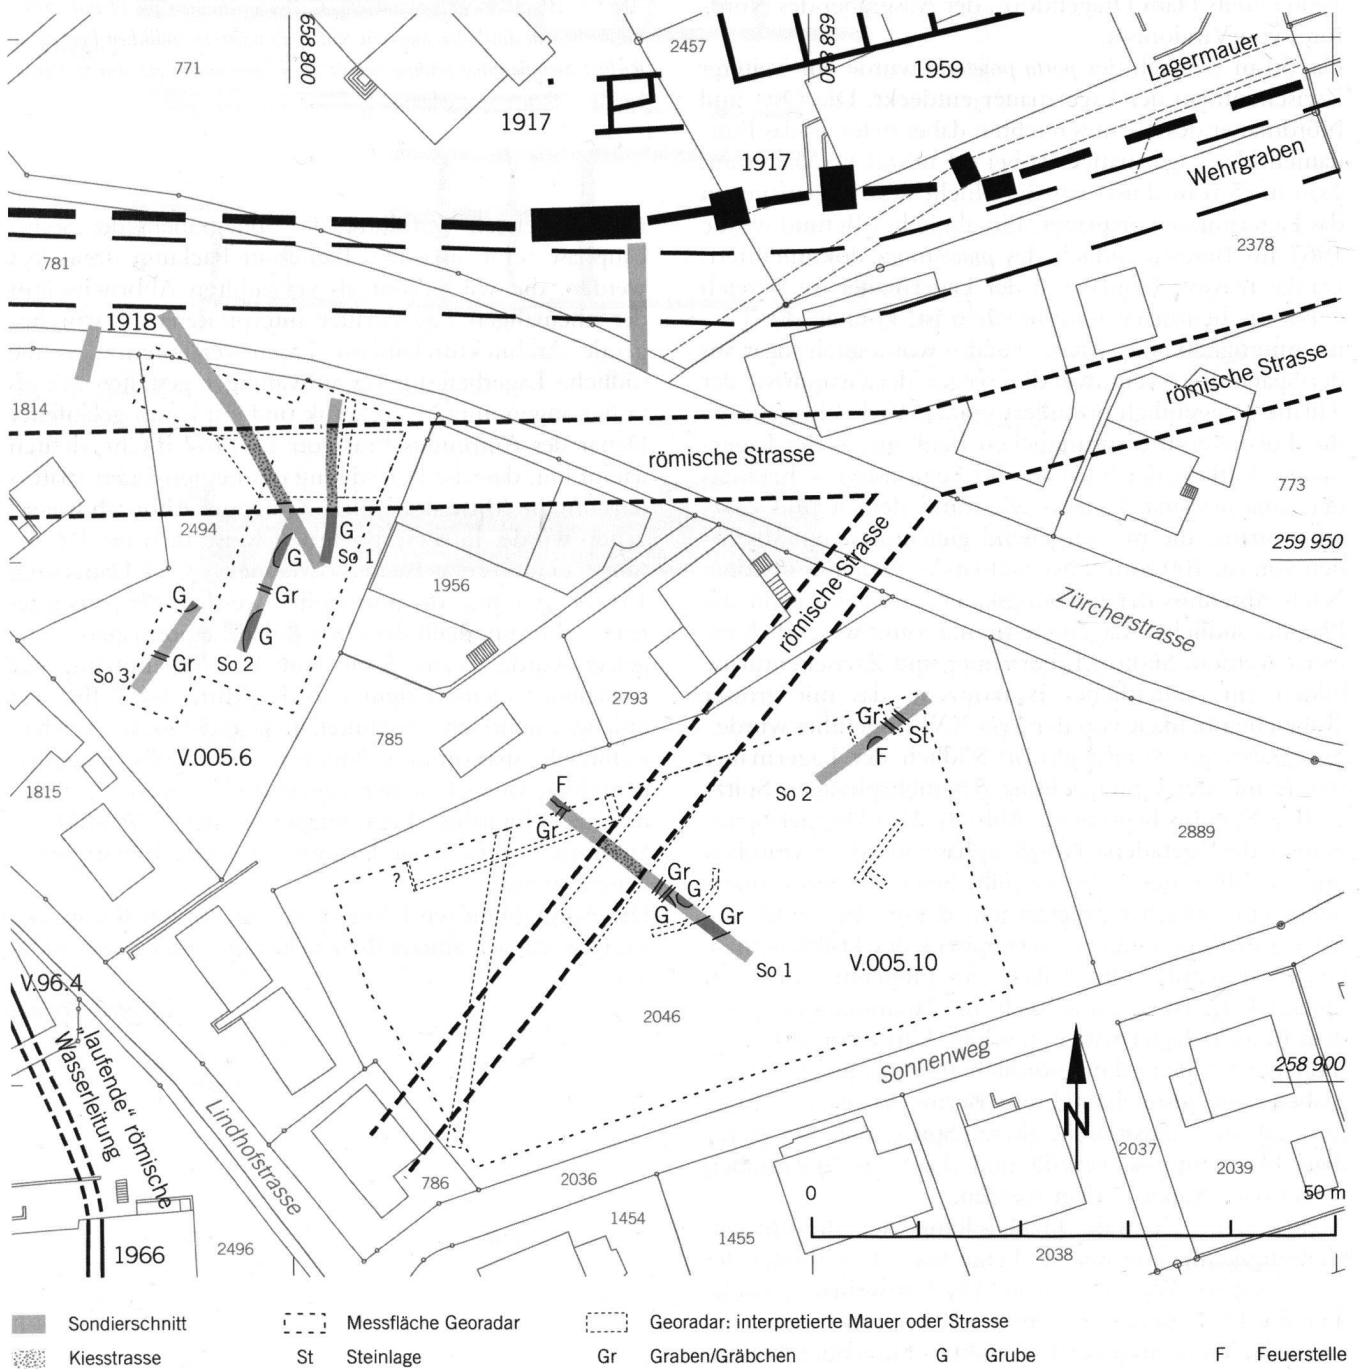 658 800
658 850
2457
771
1959
Lagermauer
1917
1917
Wehrgraben
2378
781
1918
römische Strasse
1814
römische Strasse
773
2494
G
G
So 1
römische Strasse
259 950
1956
Gr
G
Zürcherstrasse
G
So 2
Gr
So 3
2793
Gr
St
F
V.005.6
785
So 2
F
1815
Gr
2889
?
Gr
G
G
Gr
So 1
V.005.10
V.96.4
2046
Sonnenweg
258 900
„laufende“ römische
Wasserleitung
Lindhofstrasse
N
2037
2039
786
2036
0
50 m
1454
1455
2038
1966
2496
Sondierschnitt
Messfläche Georadar
Georadar: interpretierte Mauer oder Strasse
Kiesstrasse
St Steinlage
Gr Graben/Gräbchen
G Grube
F Feuerstelle